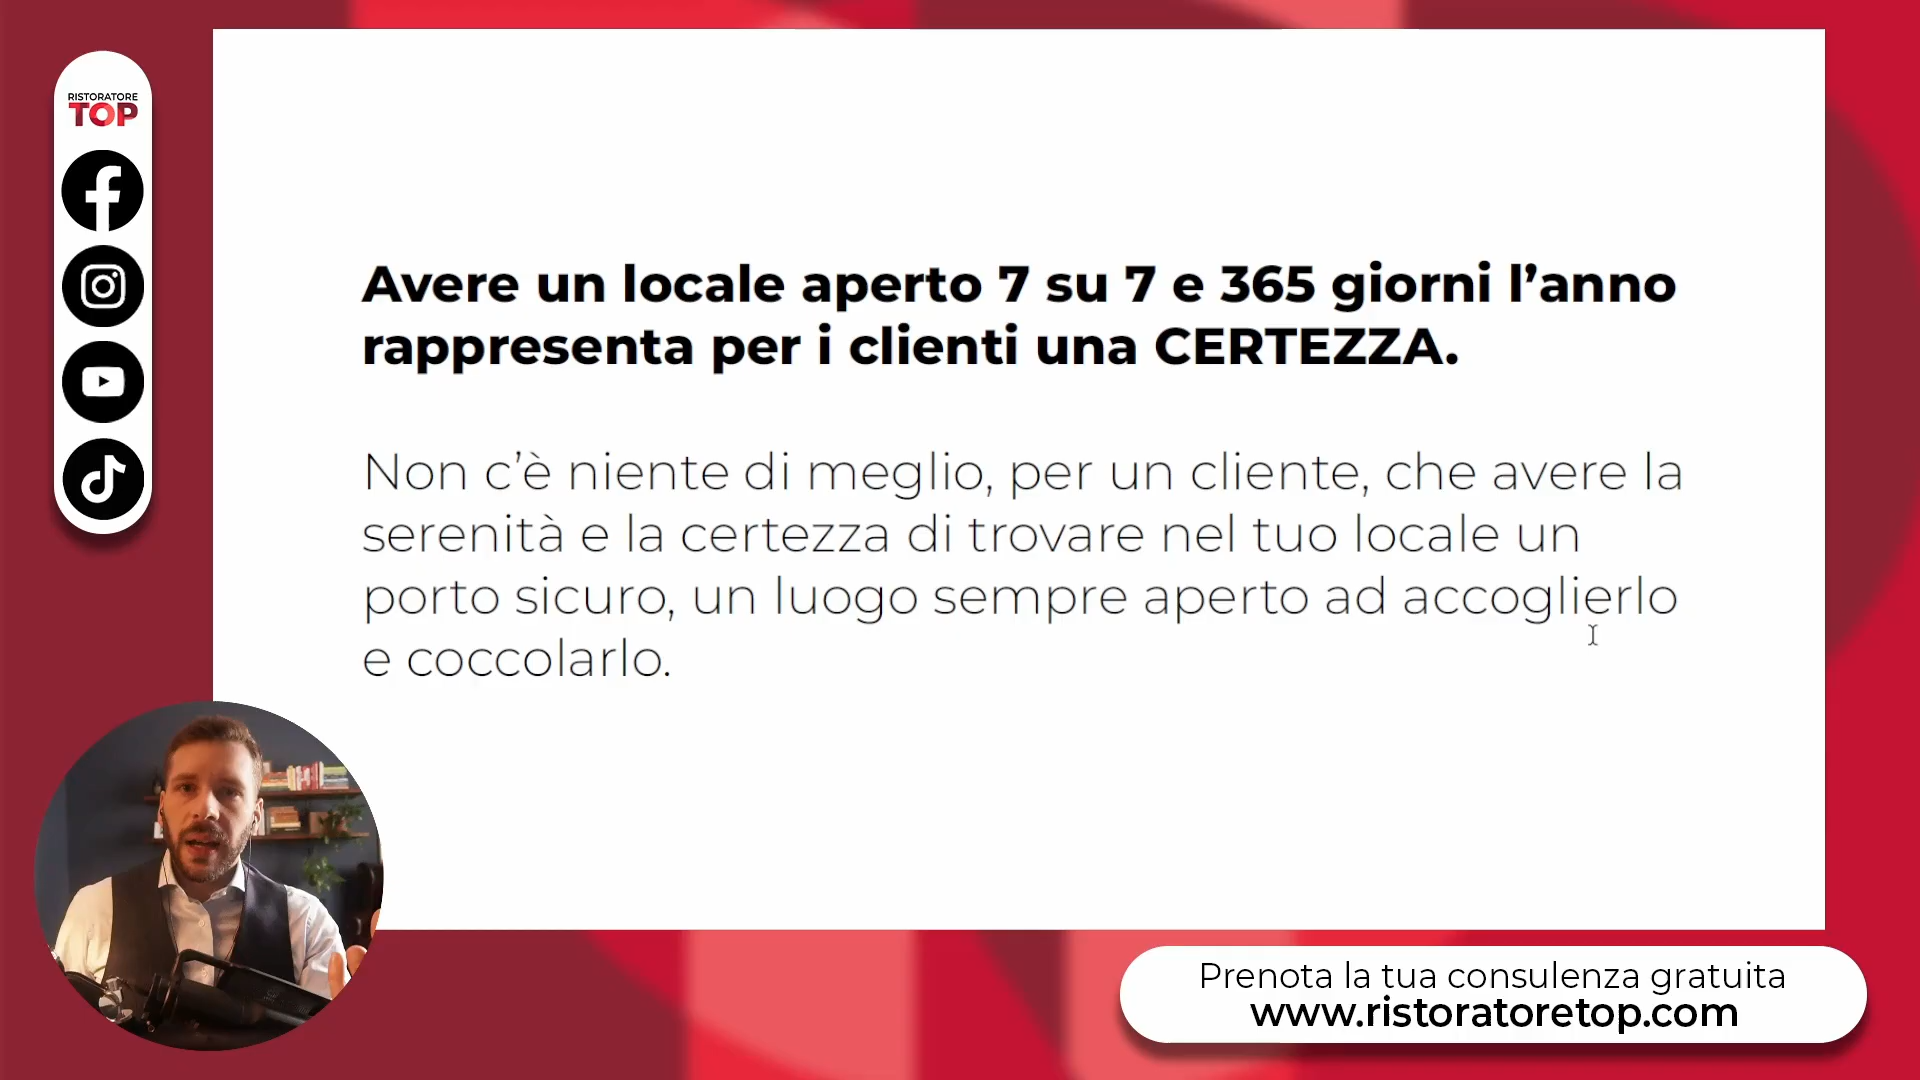 RISTORATORE
TOP
Avere un locale aperto 7 su 7 e 365 giorni l’anno
rappresenta per i clienti una CERTEZZA.
Non c’è niente di meglio, per un cliente, che avere la
serenità e la certezza di trovare nel tuo locale un
porto sicuro, un luogo sempre aperto ad accoglierlo
e coccolarlo.
Prenota la tua consulenza gratuita
www.ristoratoretop.com